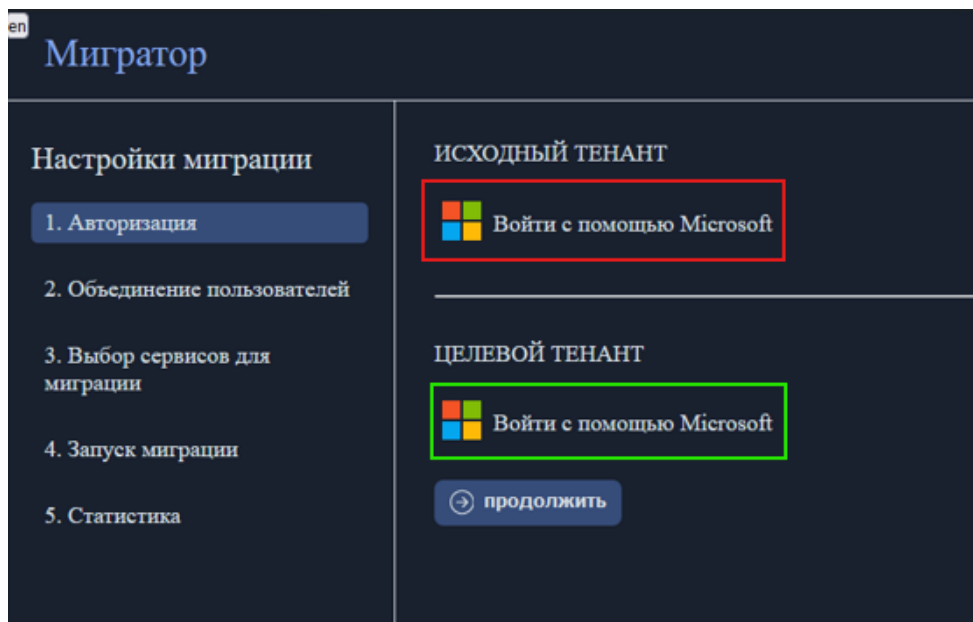 en
Мигратор
Настройки миграции
1. Авторизация
2. Объединение пользователей
3. Выбор сервисов для
миграции
4. Запуск миграции
5. Статистика
ИСХОДНЫЙ ТЕНАНТ
Войти с помощью Microsoft
ЦЕЛЕВОЙ ТЕНАНТ
Войти с помощью Microsoft
продолжить